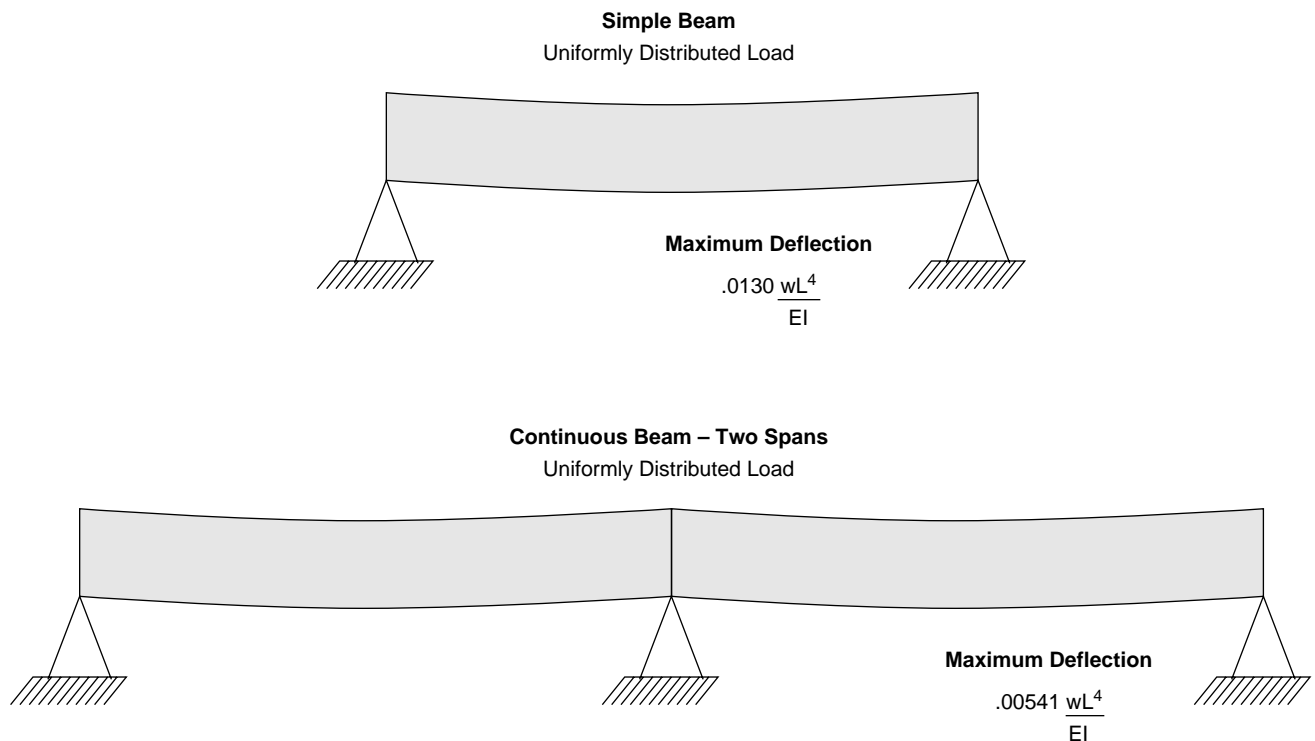 Simple Beam
Uniformly Distributed Load
Maximum Deflection
.0130 wL⁴
EI
Continuous Beam – Two Spans
Uniformly Distributed Load
Maximum Deflection
.00541 wL⁴
EI